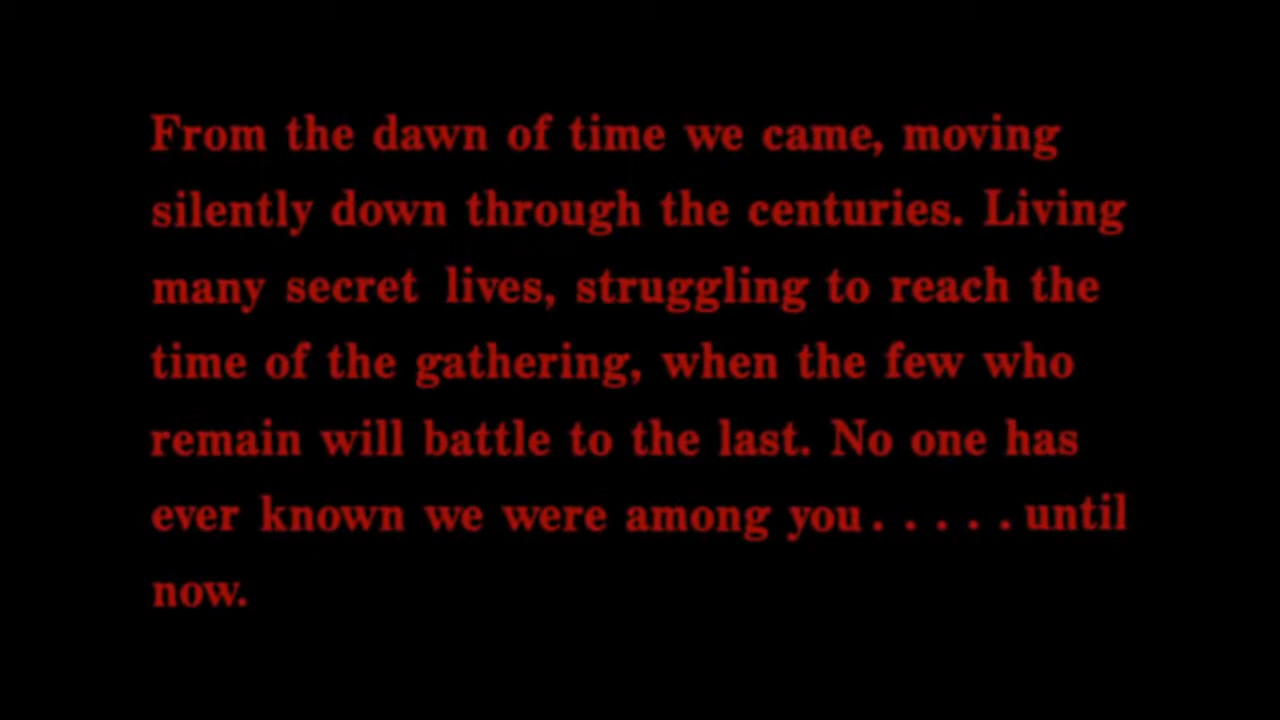 From the dawn of time we came, moving
silently down through the centuries. Living
many secret lives, struggling to reach the
time of the gathering, when the few who
remain will battle to the last. No one has
ever known we were among you . . . . . until
now.